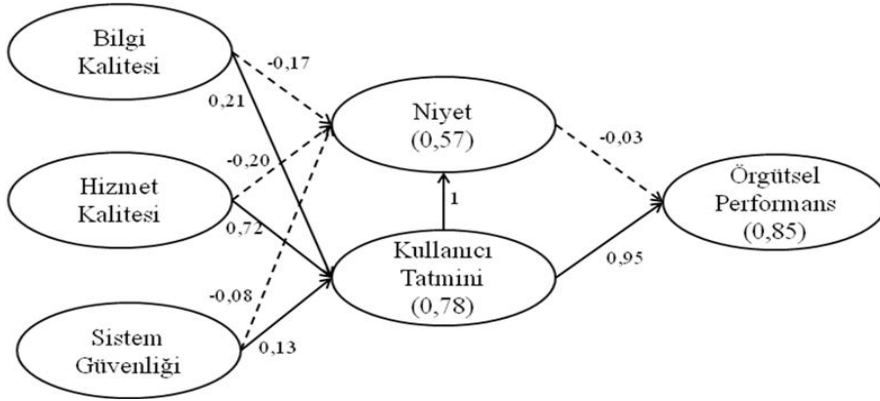 Bilgi
Kalitesi
-0,17
0,21
Niyet
(0,57)
-0,03
-0,20
Hizmet
Kalitesi
Örgütsel
Performans
(0,85)
1
0,72
Kullanıcı
Tatmini
(0,78)
0,95
-0,08
Sistem
Güvenliği
0,13